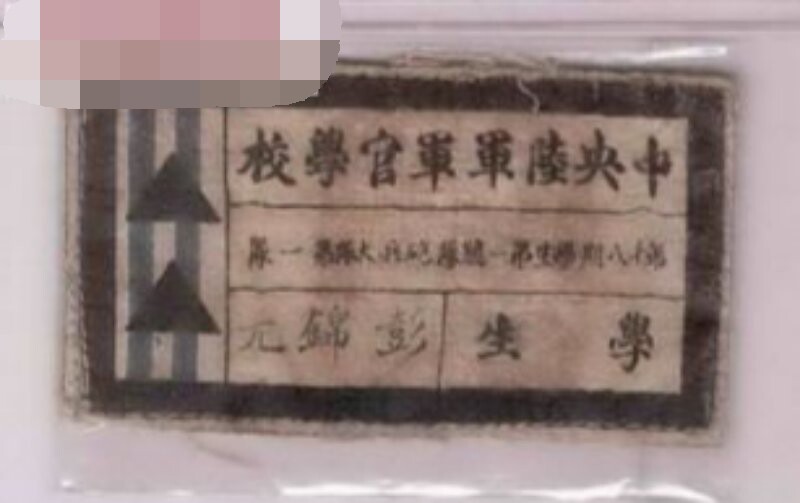 中央陸軍軍官學校
第十八期學生第一總隊砲兵大隊第一隊
學生 彭錦元